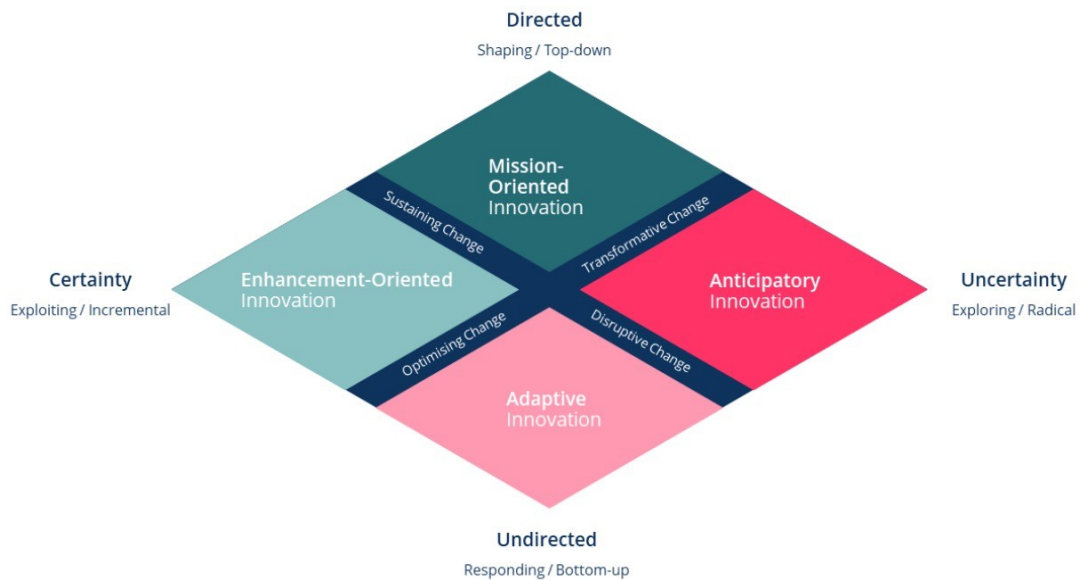 Directed
Shaping / Top-down
Mission-
Oriented
Innovation
Sustaining Change
Transformative Change
Certainty
Exploiting / Incremental
Enhancement-Oriented
Innovation
Anticipatory
Innovation
Uncertainty
Exploring / Radical
Optimising Change
Disruptive Change
Adaptive
Innovation
Undirected
Responding / Bottom-up